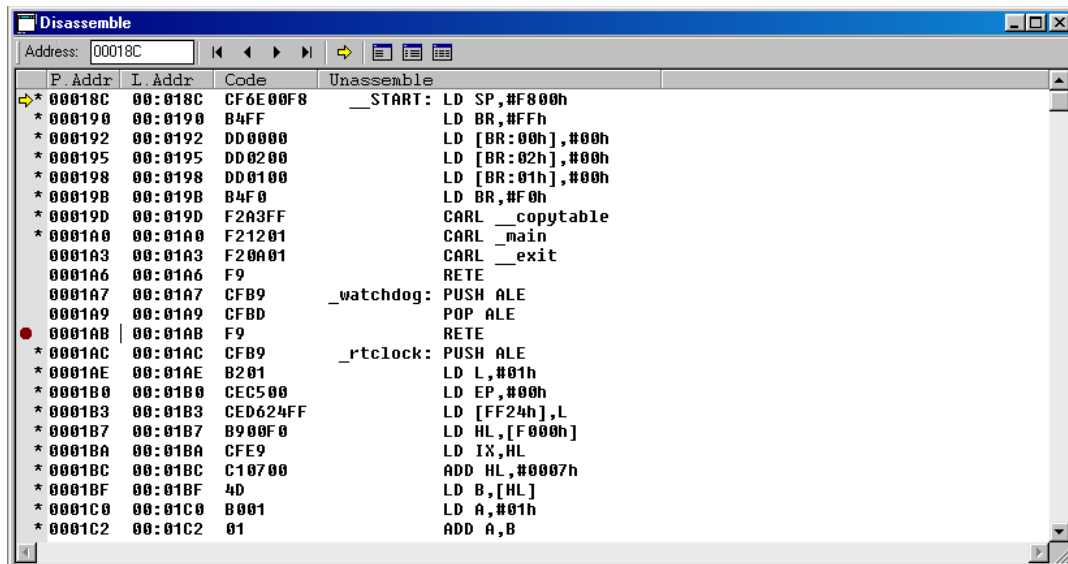 Disassemble
Address: 00018C
P.Addr L.Addr Code Unassemble
* 00018C 00:018C CF6E00F8 __START: LD SP,#F800h
* 000190 00:0190 B4FF LD BR,#FFh
* 000192 00:0192 DD0000 LD [BR:00h],#00h
* 000195 00:0195 DD0200 LD [BR:02h],#00h
* 000198 00:0198 DD0100 LD [BR:01h],#00h
* 00019B 00:019B B4F0 LD BR,#F0h
* 00019D 00:019D F2A3FF CARL __copytable
* 0001A0 00:01A0 F21201 CARL _main
0001A3 00:01A3 F20A01 CARL __exit
0001A6 00:01A6 F9 RETE
0001A7 00:01A7 CFB9 _watchdog: PUSH ALE
0001A9 00:01A9 CFBD POP ALE
0001AB 00:01AB F9 RETE
* 0001AC 00:01AC CFB9 _rtclock: PUSH ALE
* 0001AE 00:01AE B201 LD L,#01h
* 0001B0 00:01B0 CEC500 LD EP,#00h
* 0001B3 00:01B3 CED624FF LD [FF24h],L
* 0001B7 00:01B7 B900F0 LD HL,[F000h]
* 0001BA 00:01BA CFE9 LD IX,HL
* 0001BC 00:01BC C10700 ADD HL,#0007h
* 0001BF 00:01BF 4D LD B,[HL]
* 0001C0 00:01C0 B001 LD A,#01h
* 0001C2 00:01C2 01 ADD A,B